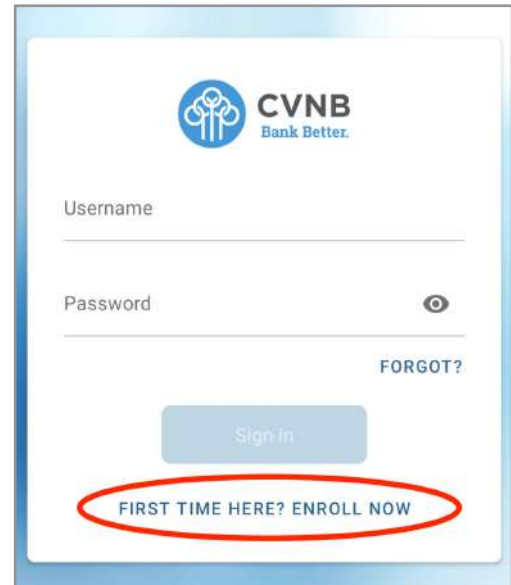 CVNB
Bank Better.
Username
Password
FORGOT?
Sign in
FIRST TIME HERE? ENROLL NOW